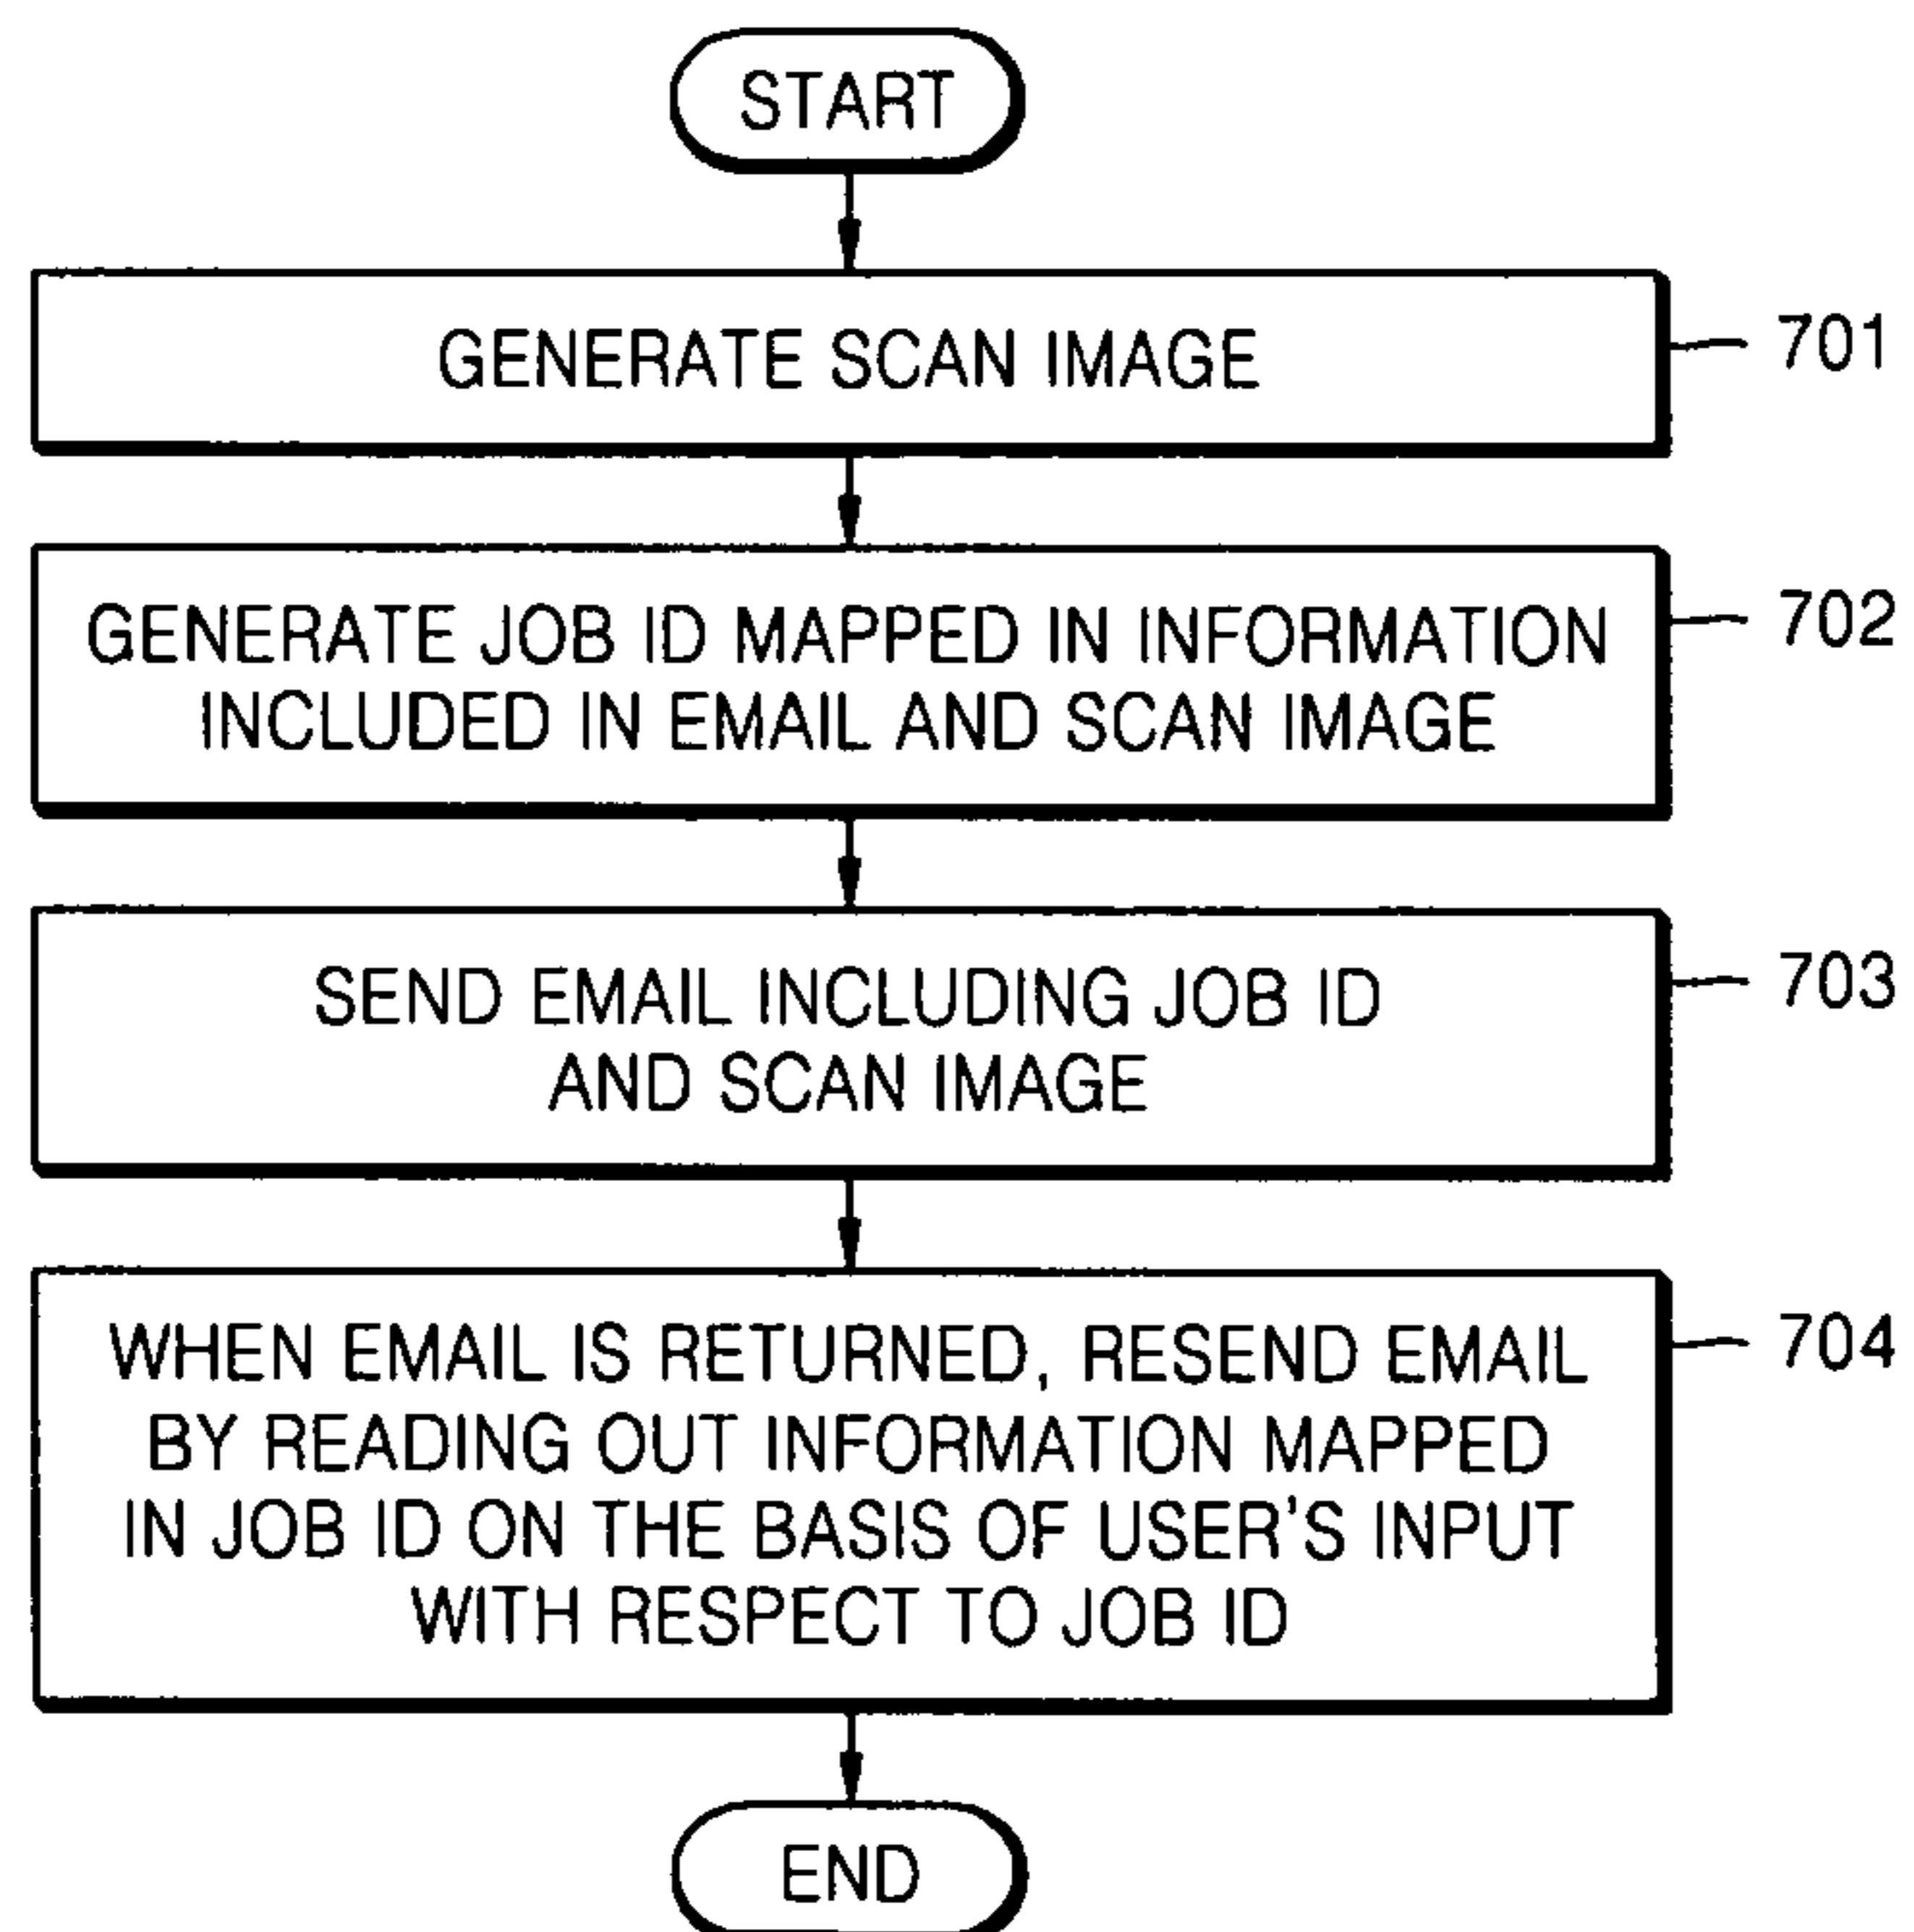 START
GENERATE SCAN IMAGE
701
GENERATE JOB ID MAPPED IN INFORMATION
INCLUDED IN EMAIL AND SCAN IMAGE
702
SEND EMAIL INCLUDING JOB ID
AND SCAN IMAGE
703
WHEN EMAIL IS RETURNED, RESEND EMAIL
BY READING OUT INFORMATION MAPPED
IN JOB ID ON THE BASIS OF USER'S INPUT
WITH RESPECT TO JOB ID
704
END